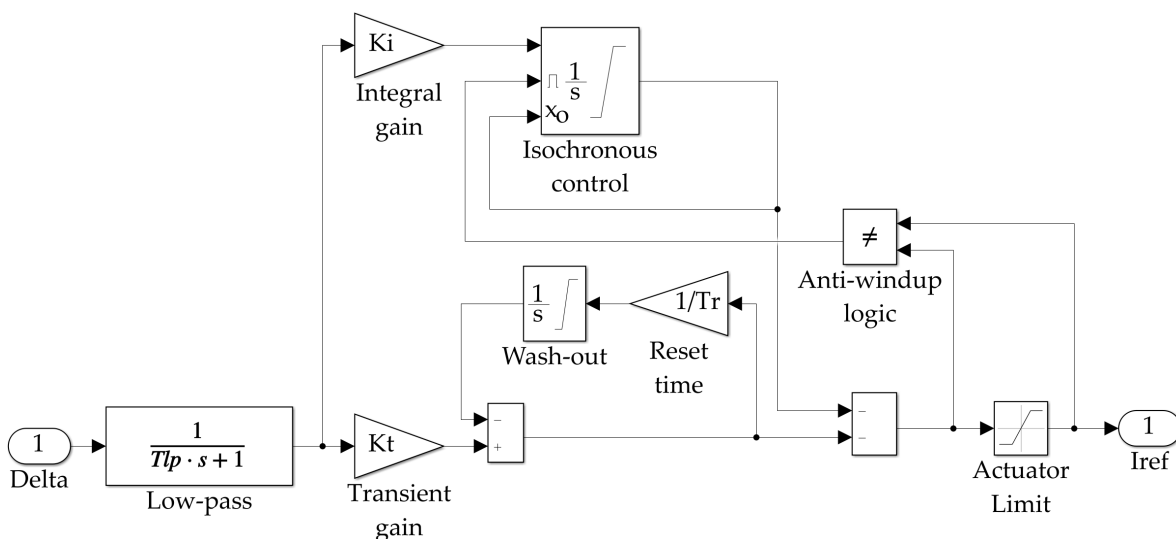 Ki
Integral
gain
1
s
xo
Isochronous
control
≠
Anti-windup
logic
1
s
Wash-out
1/Tr
Reset
time
1
Delta
1
Tlp · s + 1
Low-pass
Kt
Transient
gain
−
+
−
−
Actuator
Limit
1
Iref